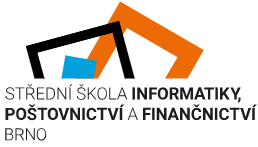 STŘEDNÍ ŠKOLA INFORMATIKY,
POŠTOVNICTVÍ A FINANČNICTVÍ
BRNO